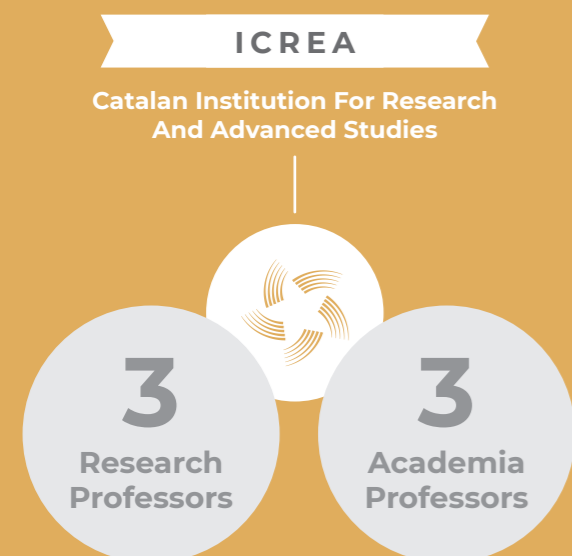 ICREA
Catalan Institution For Research
And Advanced Studies
3
Research
Professors
3
Academia
Professors